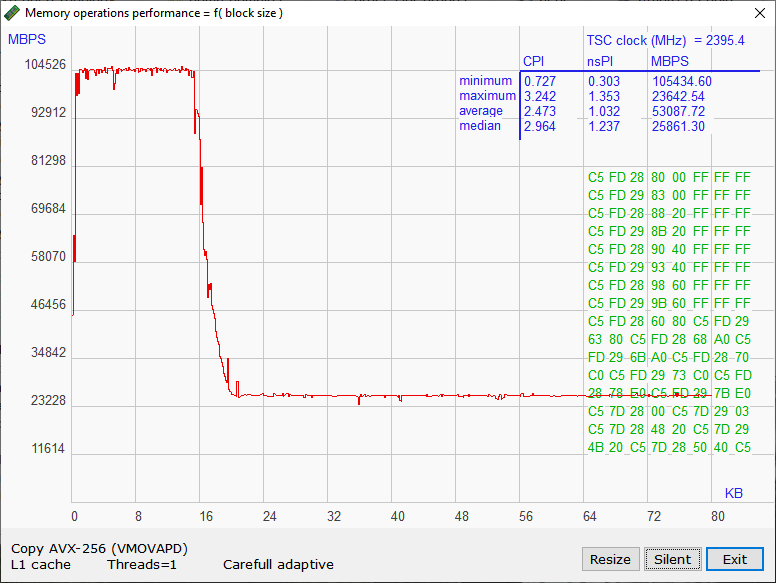 Memory operations performance = f( block size )
MBPS
TSC clock (MHz) = 2395.4
CPI nsPI MBPS
minimum 0.727 0.303 105434.60
maximum 3.242 1.353 23642.54
average 2.473 1.032 53087.72
median 2.964 1.237 25861.30
104526
92912
81298
69684
58070
46456
34842
23228
11614
C5 FD 28 80 00 FF FF FF
C5 FD 29 83 00 FF FF FF
C5 FD 28 88 20 FF FF FF
C5 FD 29 8B 20 FF FF FF
C5 FD 28 90 40 FF FF FF
C5 FD 29 93 40 FF FF FF
C5 FD 28 98 60 FF FF FF
C5 FD 29 9B 60 FF FF FF
C5 FD 28 60 80 C5 FD 29
63 80 C5 FD 28 68 A0 C5
FD 29 6B A0 C5 FD 28 70
C0 C5 FD 29 73 C0 C5 FD
28 78 E0 C5 FD 29 7B E0
C5 7D 28 00 C5 7D 29 03
C5 7D 28 48 20 C5 7D 29
4B 20 C5 7D 28 50 40 C5
KB
0 8 16 24 32 40 48 56 64 72 80
Copy AVX-256 (VMOVAPD)
L1 cache Threads=1 Carefull adaptive
Resize Silent Exit